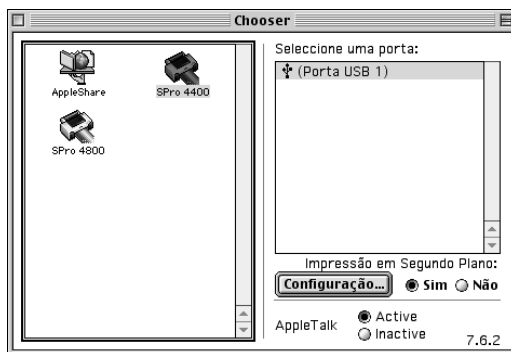 Chooser
AppleShare
SPro 4400
SPro 4800
Seleccione uma porta:
(Porta USB 1)
Impressão em Segundo Plano:
Configuração...
Sim
Não
AppleTalk
Active
Inactive
7.6.2